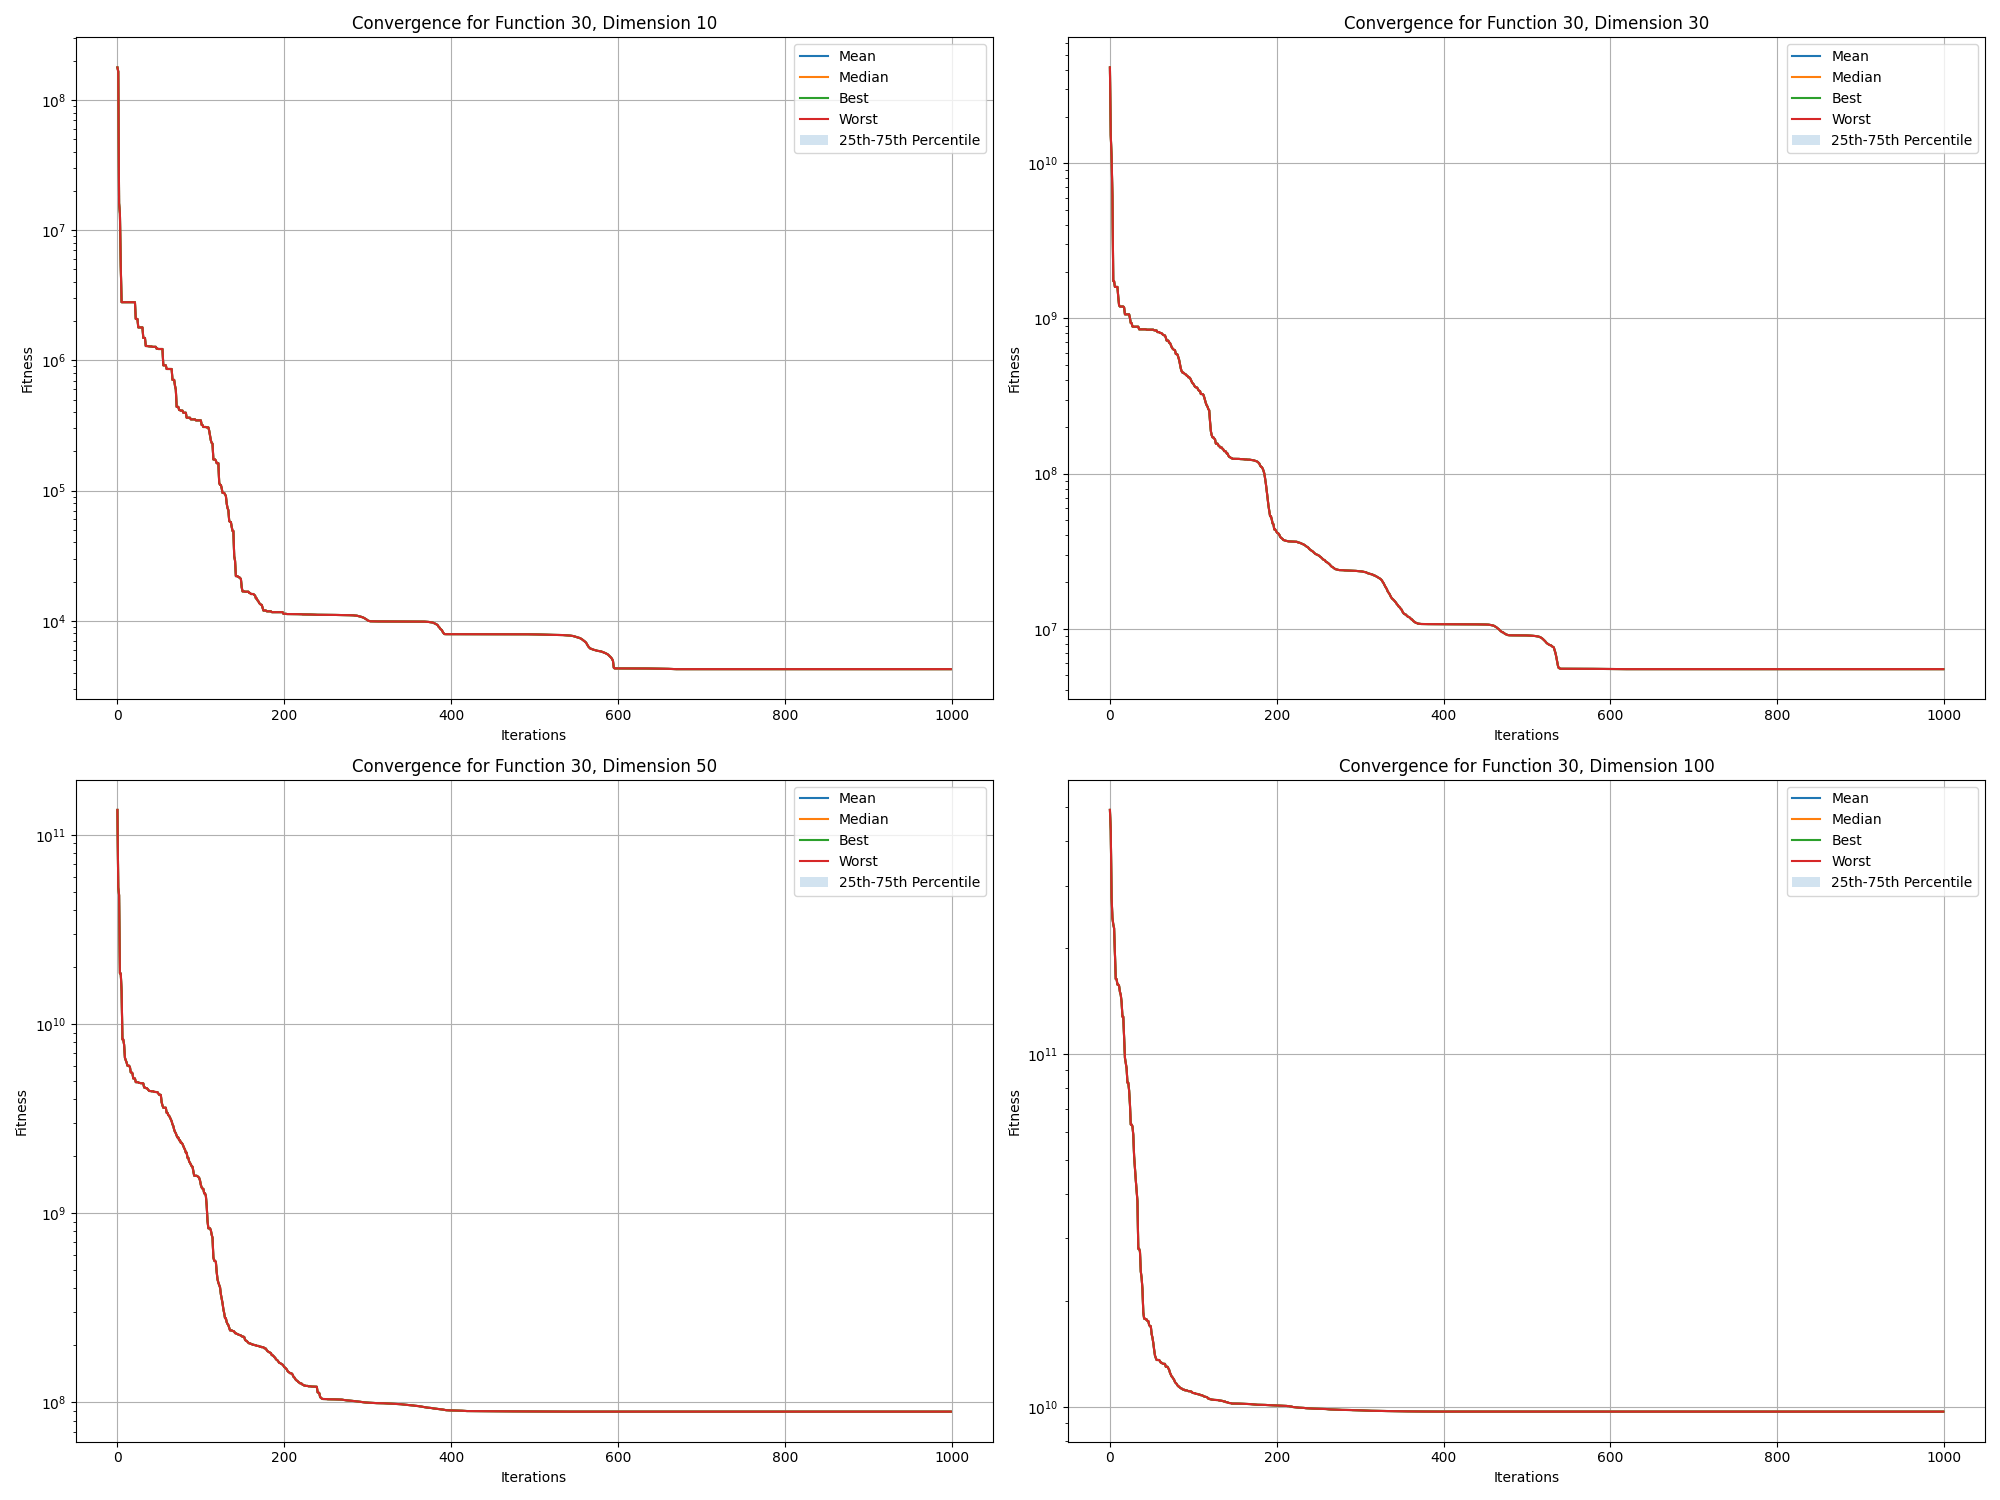 Convergence for Function 30, Dimension 10
Fitness
10^8
10^7
10^6
10^5
10^4
Mean
Median
Best
Worst
25th-75th Percentile
0 200 400 600 800 1000
Iterations
Convergence for Function 30, Dimension 30
Fitness
10^10
10^9
10^8
10^7
Mean
Median
Best
Worst
25th-75th Percentile
0 200 400 600 800 1000
Iterations
Convergence for Function 30, Dimension 50
Fitness
10^11
10^10
10^9
10^8
Mean
Median
Best
Worst
25th-75th Percentile
0 200 400 600 800 1000
Iterations
Convergence for Function 30, Dimension 100
Fitness
10^11
10^10
Mean
Median
Best
Worst
25th-75th Percentile
0 200 400 600 800 1000
Iterations